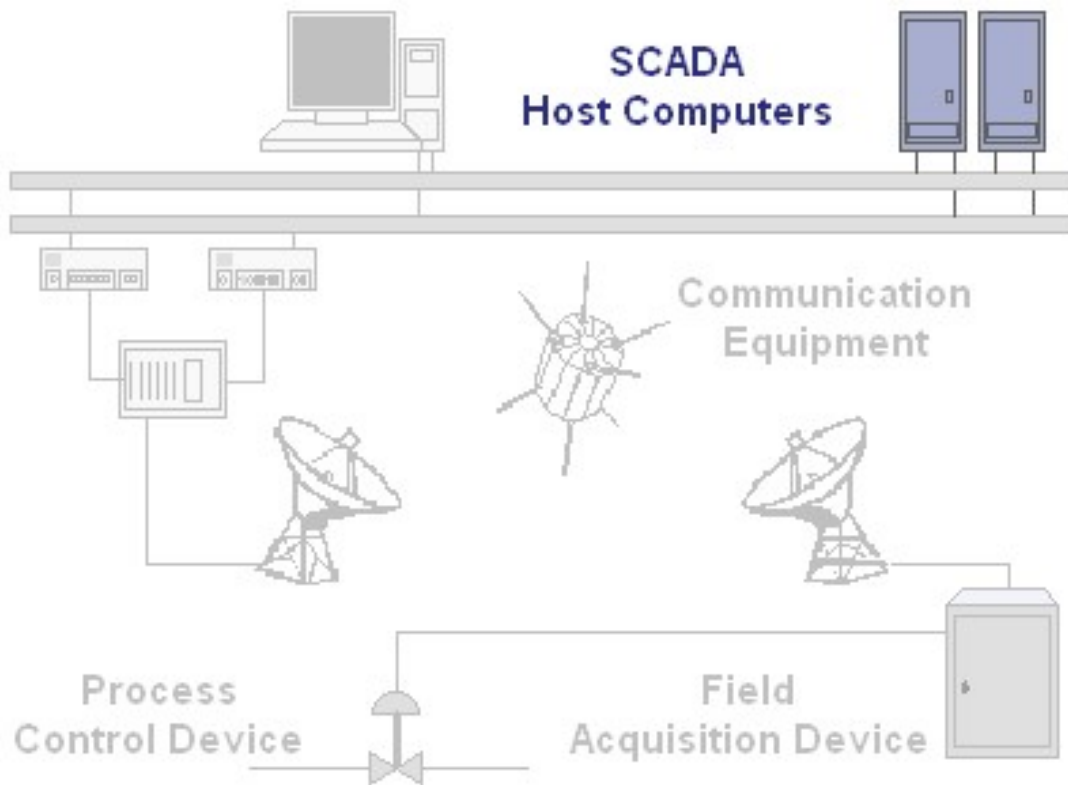 SCADA
Host Computers
Communication
Equipment
Process
Control Device
Field
Acquisition Device